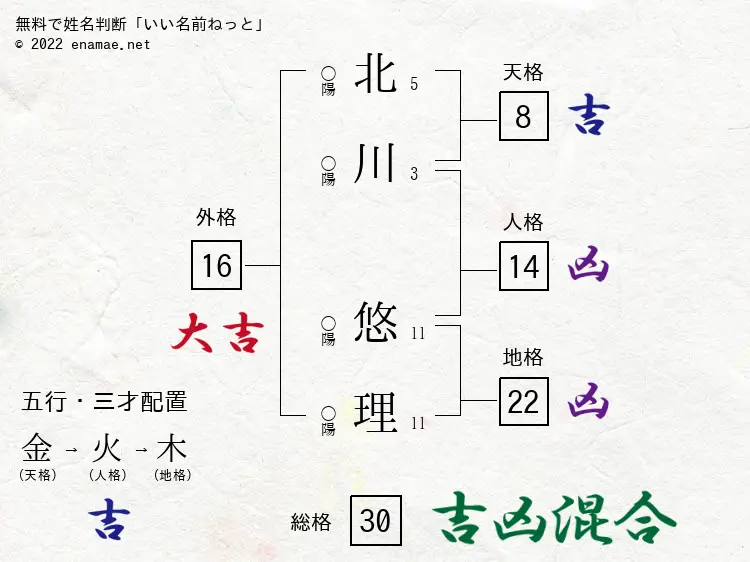 無料で姓名判断「いい名前ねっと」
© 2022 enamae.net
天格
8 吉
○陽 北 5
○陽 川 3
人格
14 凶
外格
16
大吉
○陽 悠 11
○陽 理 11
地格
22 凶
五行・三才配置
金 → 火 → 木
(天格) (人格) (地格)
吉
総格 30 吉凶混合